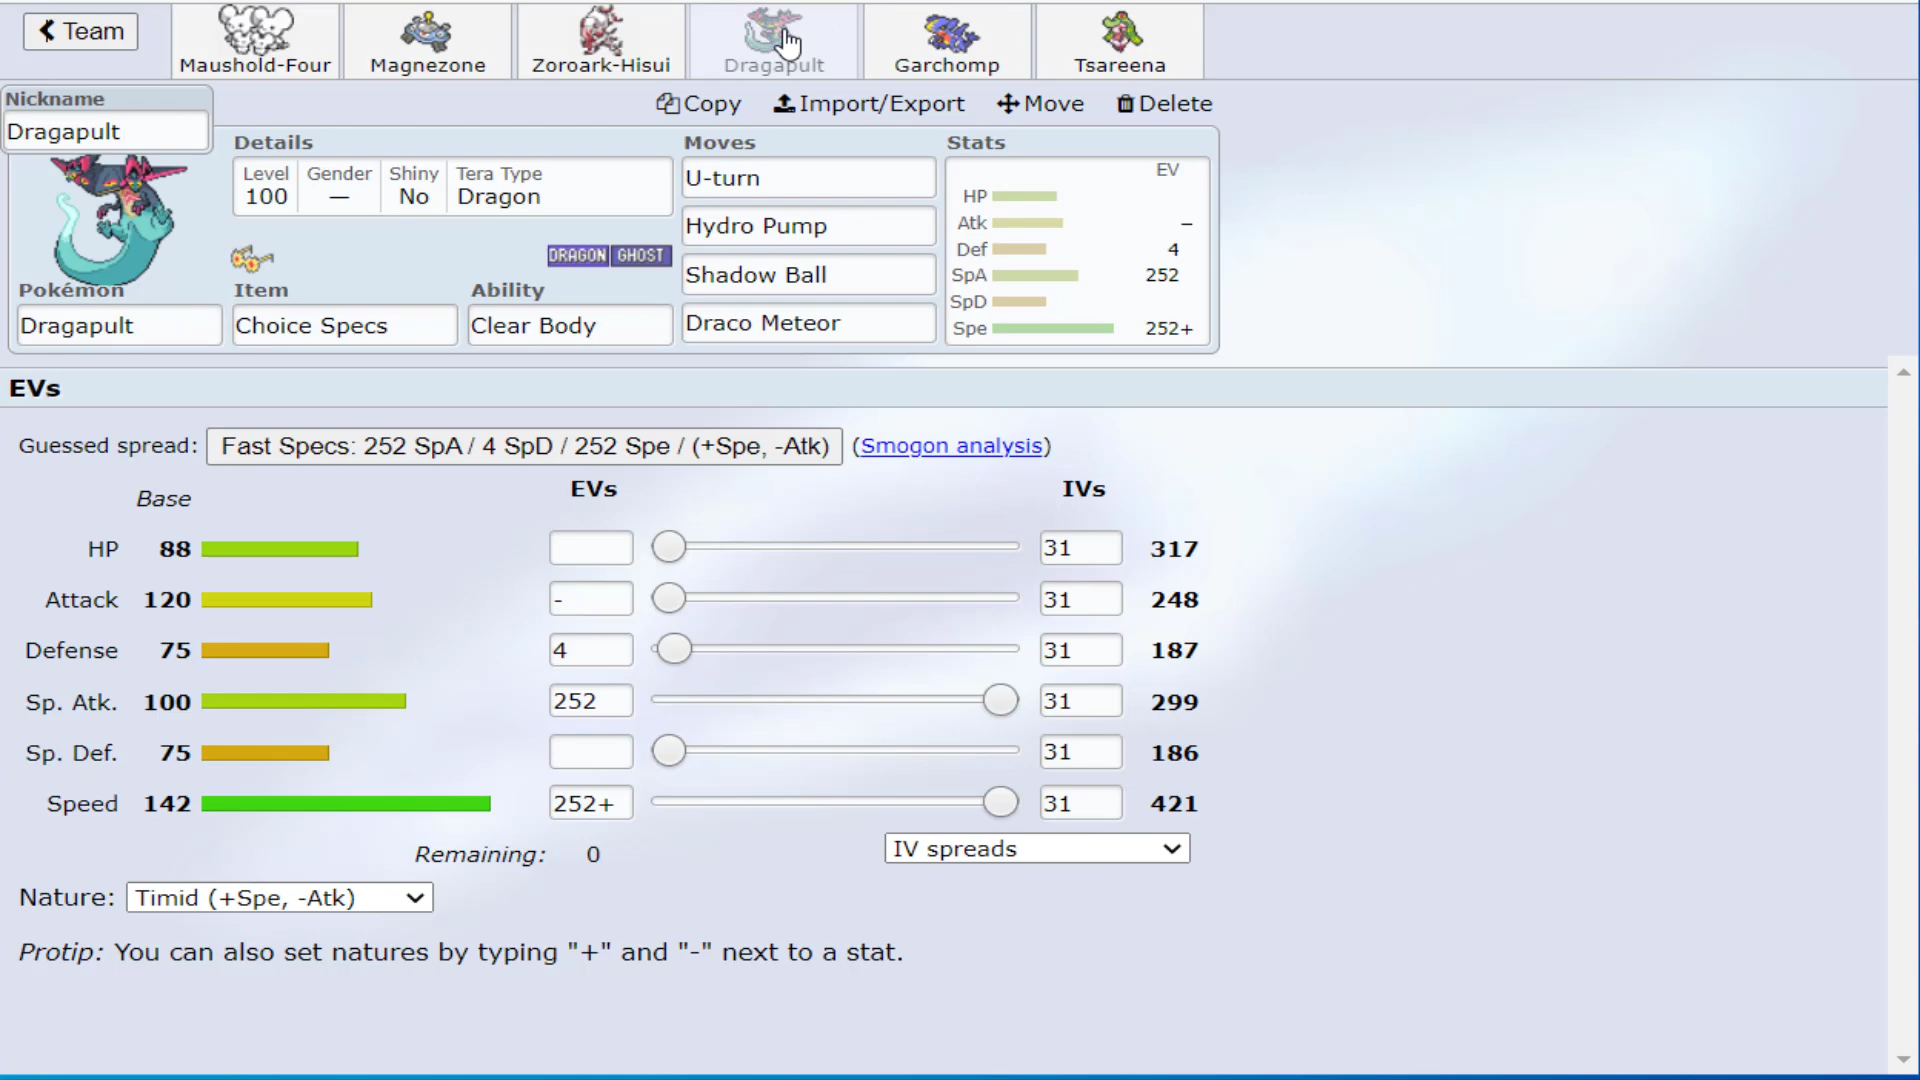 Team
Maushold-Four
Magnezone
Zoroark-Hisui
Dragapult
Garchomp
Tsareena
Nickname
Dragapult
Copy
Import/Export
Move
Delete
Details
Level
100
Gender
—
Shiny
No
Tera Type
Dragon
DRAGON GHOST
Pokémon
Dragapult
Item
Choice Specs
Ability
Clear Body
Moves
U-turn
Hydro Pump
Shadow Ball
Draco Meteor
Stats
EV
HP
Atk –
Def 4
SpA 252
SpD
Spe 252+
EVs
Guessed spread: Fast Specs: 252 SpA / 4 SpD / 252 Spe / (+Spe, -Atk) (Smogon analysis)
Base EVs IVs
HP 88 31 317
Attack 120 - 31 248
Defense 75 4 31 187
Sp. Atk. 100 252 31 299
Sp. Def. 75 31 186
Speed 142 252+ 31 421
Remaining: 0 IV spreads
Nature: Timid (+Spe, -Atk)
Protip: You can also set natures by typing "+" and "-" next to a stat.